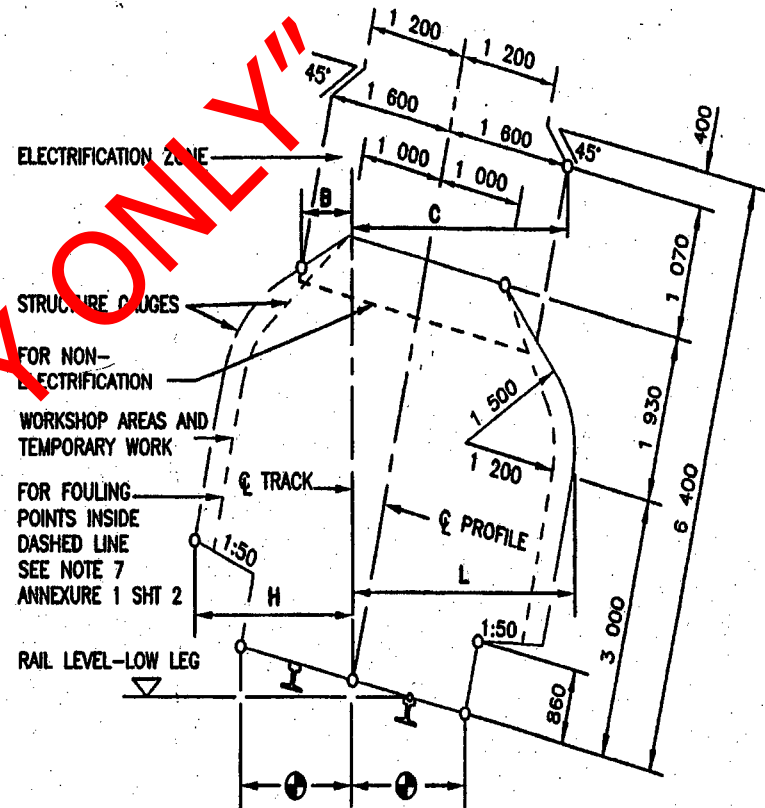 1 200
1 200
45°
1 600
1 600
45°
400
ELECTRIFICATION ZONE
1 000
1 000
B
C
1 070
Y ONLY"
STRUCTURE GAUGES
FOR NON-
ELECTRIFICATION
1 500
1 930
WORKSHOP AREAS AND
TEMPORARY WORK
1 200
6 400
℄ TRACK
FOR FOULING
POINTS INSIDE
DASHED LINE
SEE NOTE 7
ANNEXURE 1 SHT 2
℄ PROFILE
1:50
H
L
1:50
3 000
RAIL LEVEL-LOW LEG
860